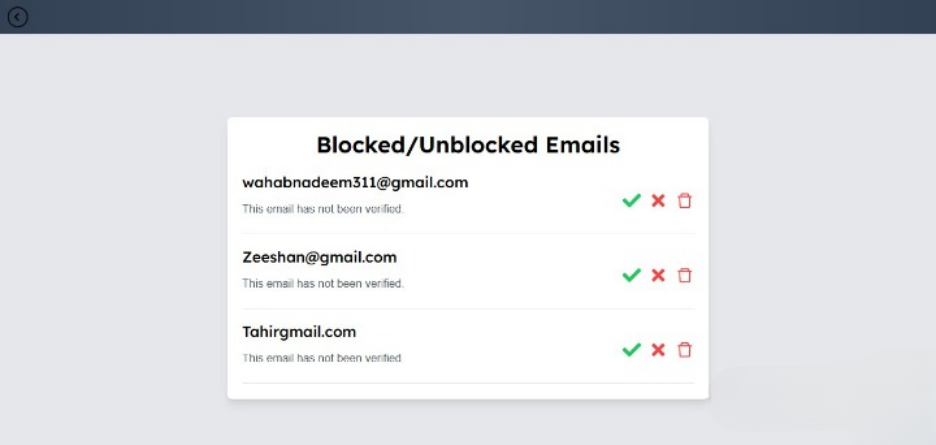 Blocked/Unblocked Emails
wahabnadeem311@gmail.com
This email has not been verified.
Zeeshan@gmail.com
This email has not been verified.
Tahirgmail.com
This email has not been verified